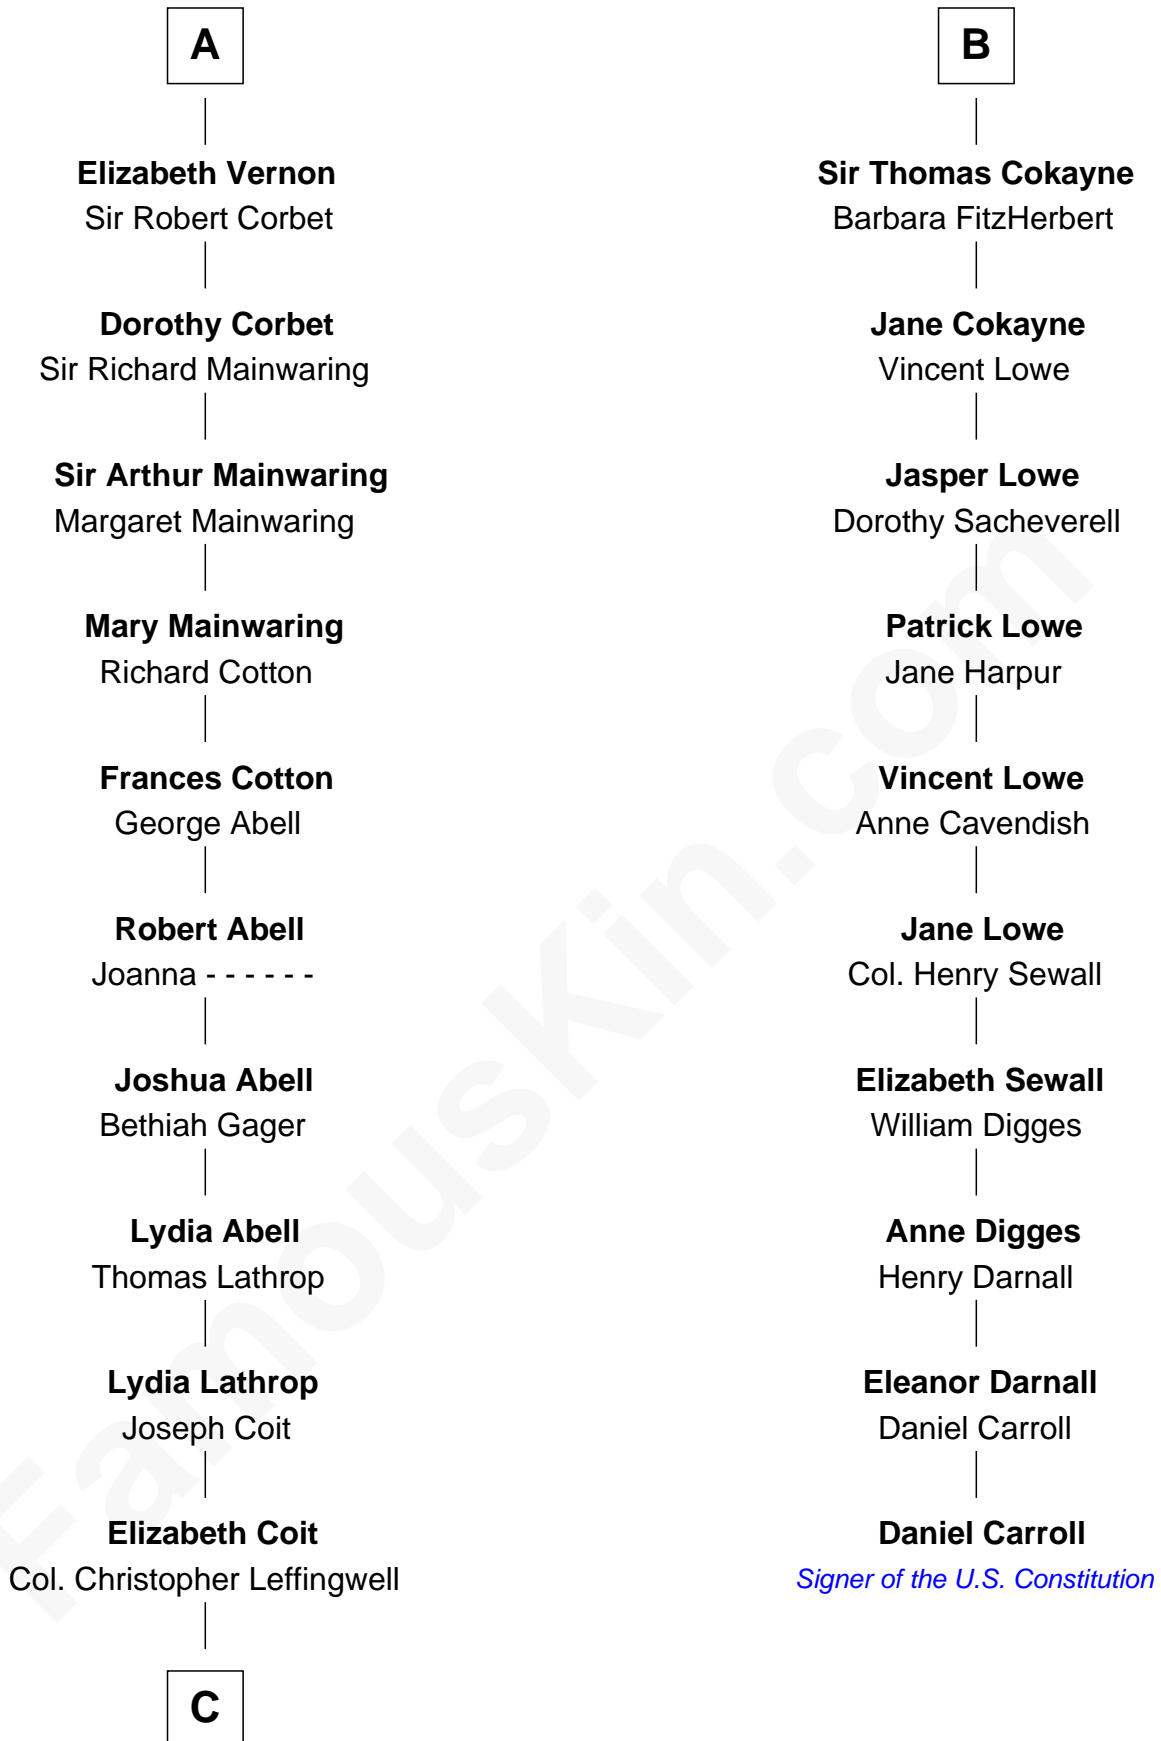 A
Elizabeth Vernon
Sir Robert Corbet
Dorothy Corbet
Sir Richard Mainwaring
Sir Arthur Mainwaring
Margaret Mainwaring
Mary Mainwaring
Richard Cotton
Frances Cotton
George Abell
Robert Abell
Joanna - - - - - -
Joshua Abell
Bethiah Gager
Lydia Abell
Thomas Lathrop
Lydia Lathrop
Joseph Coit
Elizabeth Coit
Col. Christopher Leffingwell
C
B
Sir Thomas Cokayne
Barbara FitzHerbert
Jane Cokayne
Vincent Lowe
Jasper Lowe
Dorothy Sacheverell
Patrick Lowe
Jane Harpur
Vincent Lowe
Anne Cavendish
Jane Lowe
Col. Henry Sewall
Elizabeth Sewall
William Digges
Anne Digges
Henry Darnall
Eleanor Darnall
Daniel Carroll
Daniel Carroll
Signer of the U.S. Constitution
FamousKin.com